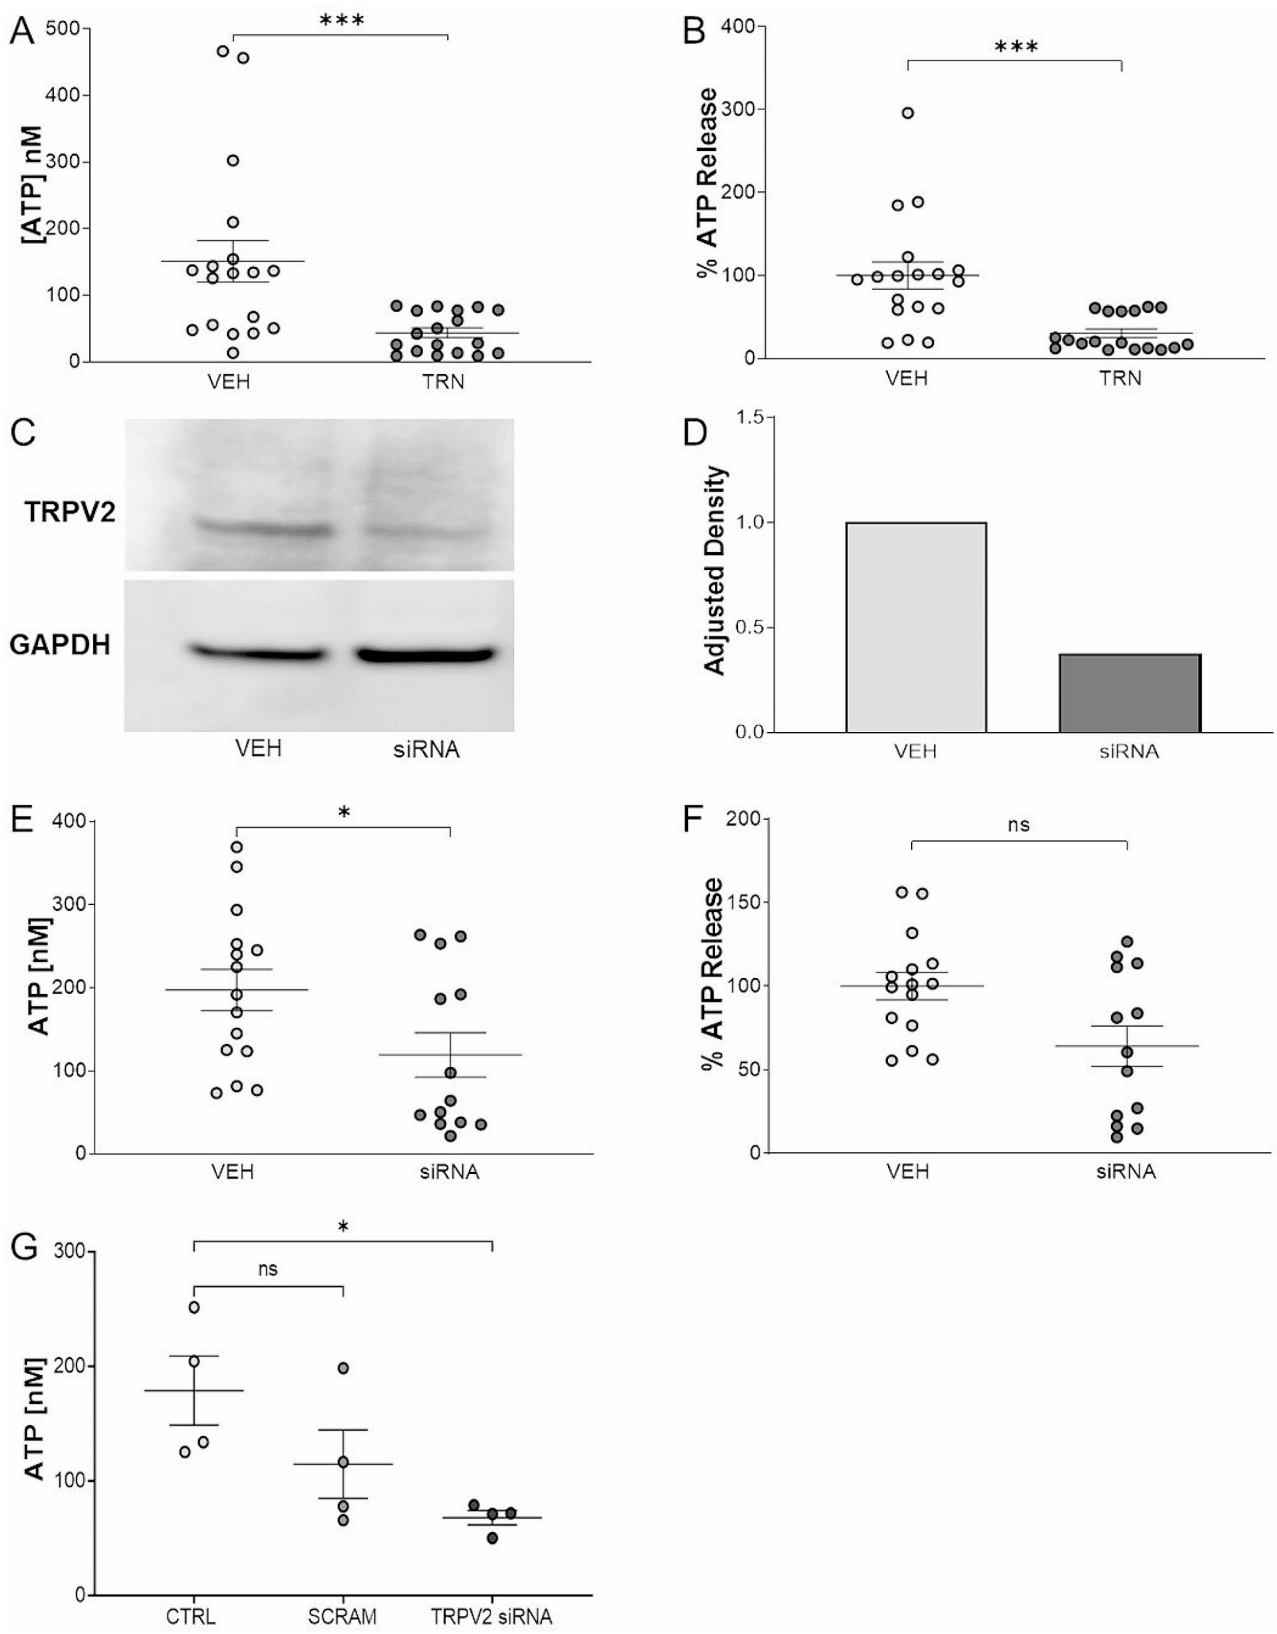 A
[ATP] nM
500
400
300
200
100
0
***
VEH
TRN
B
% ATP Release
400
300
200
100
0
***
VEH
TRN
C
TRPV2
GAPDH
VEH
siRNA
D
Adjusted Density
1.5
1.0
0.5
0.0
VEH
siRNA
E
ATP [nM]
400
300
200
100
0
*
VEH
siRNA
F
% ATP Release
200
150
100
50
0
ns
VEH
siRNA
G
ATP [nM]
300
200
100
0
*
ns
CTRL
SCRAM
TRPV2 siRNA